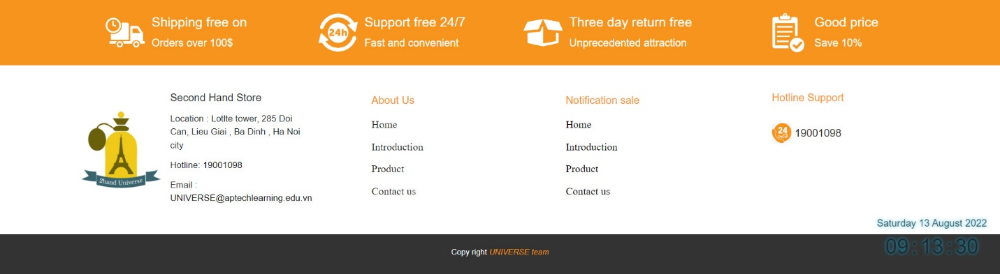 Shipping free on
Orders over 100$
24h
Support free 24/7
Fast and convenient
Three day return free
Unprecedented attraction
Good price
Save 10%
2hand Universe
Second Hand Store
Location : Lotlte tower, 285 Doi
Can, Lieu Giai , Ba Dinh , Ha Noi
city
Hotline: 19001098
Email :
UNIVERSE@aptechlearning.edu.vn
About Us
Home
Introduction
Product
Contact us
Notification sale
Home
Introduction
Product
Contact us
Hotline Support
24
19001098
Saturday 13 August 2022
09:13:30
Copy right UNIVERSE team